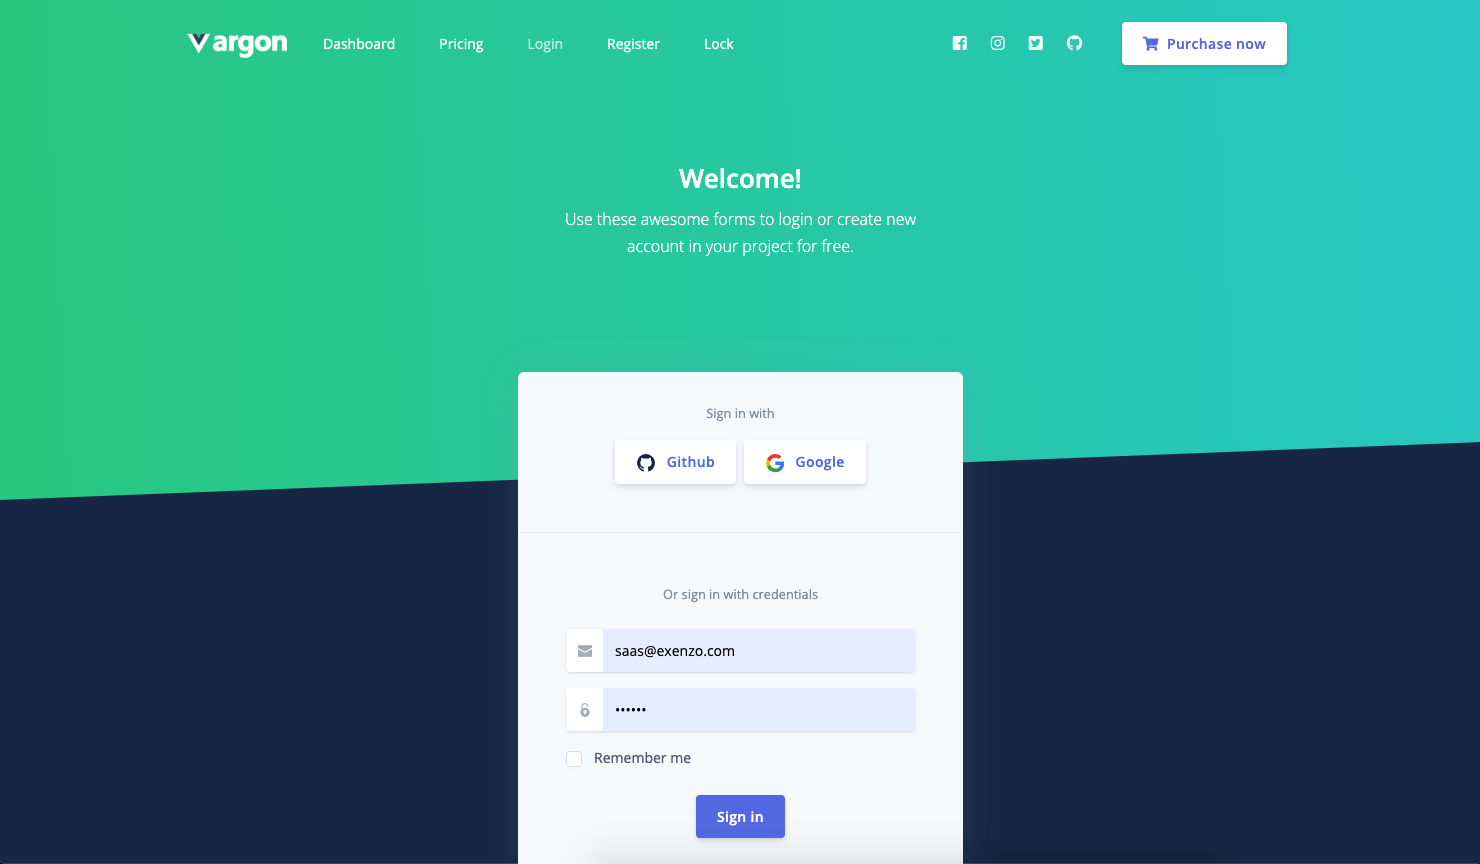 argon
Dashboard
Pricing
Login
Register
Lock
Purchase now
Welcome!
Use these awesome forms to login or create new
account in your project for free.
Sign in with
Github
Google
Or sign in with credentials
saas@exenzo.com
••••••
Remember me
Sign in